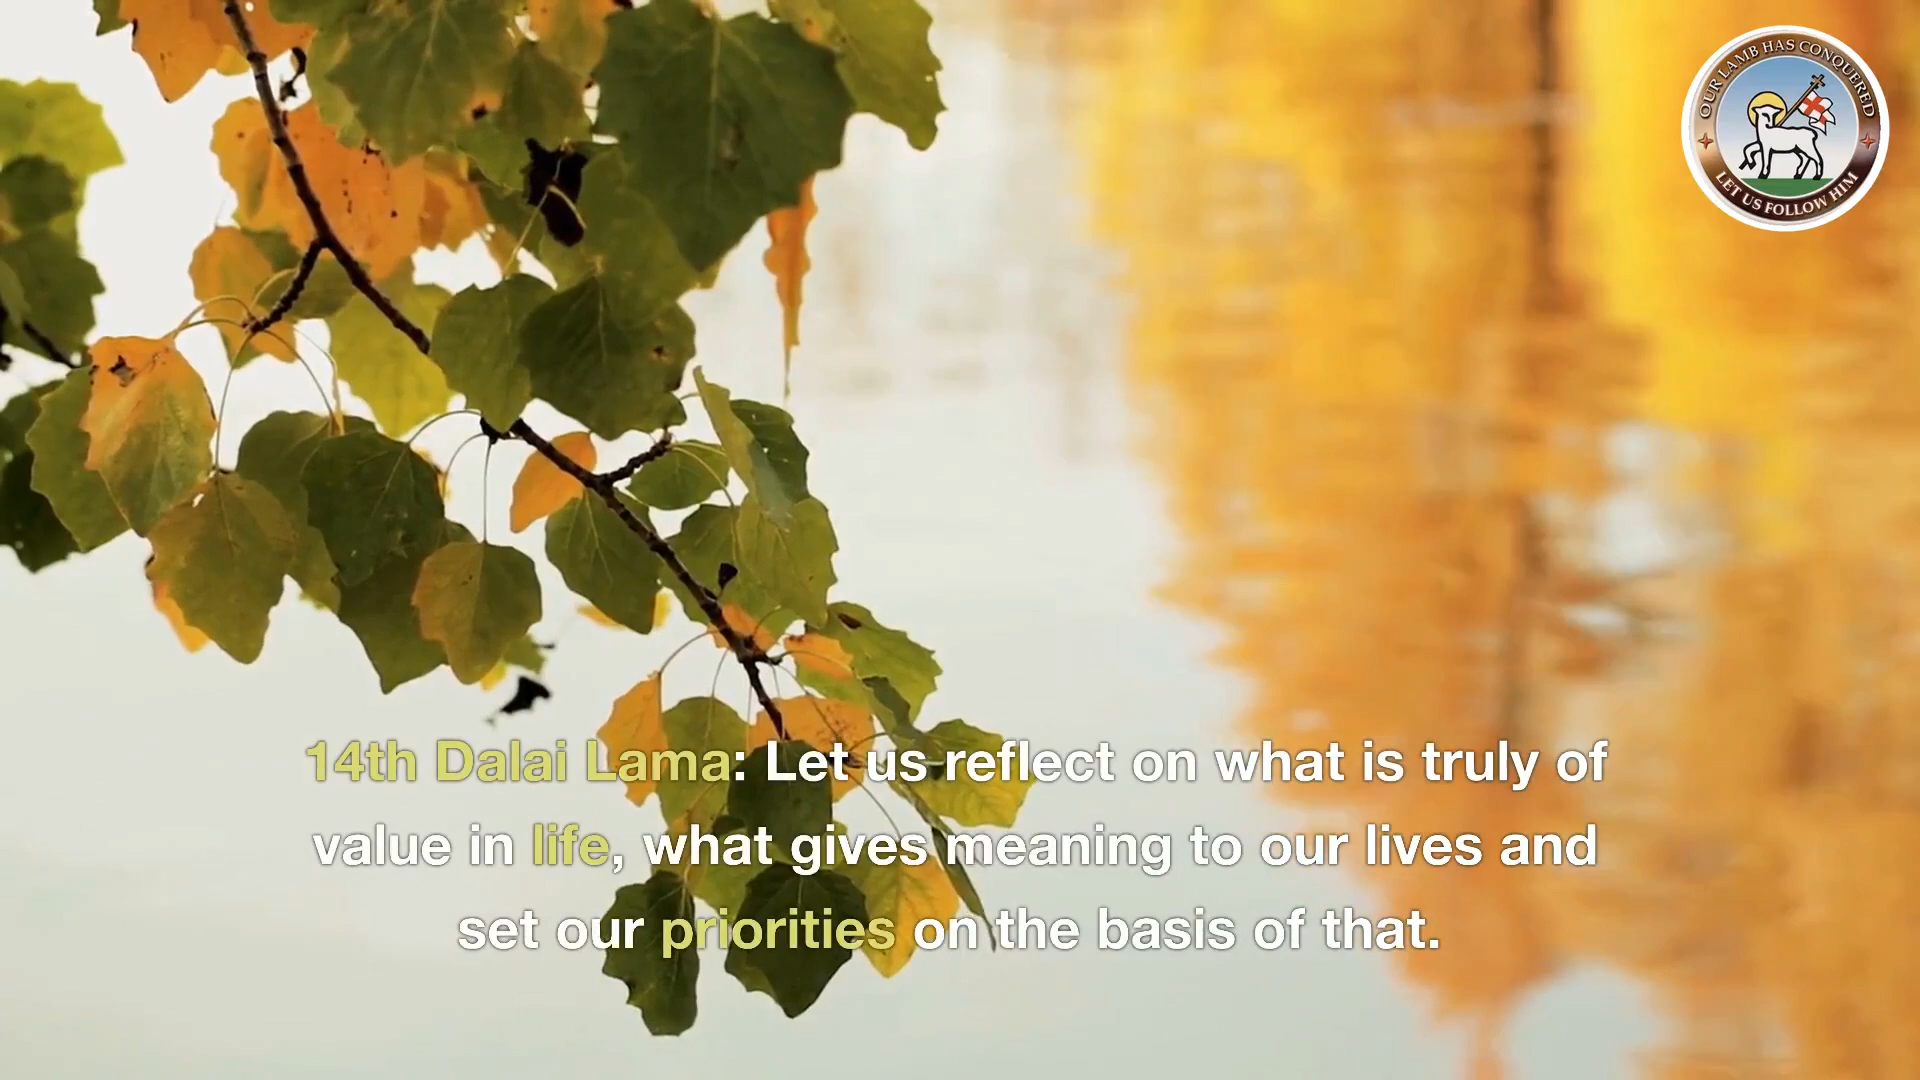 OUR LAMB HAS CONQUERED
LET US FOLLOW HIM
14th Dalai Lama: Let us reflect on what is truly of
value in life, what gives meaning to our lives and
set our priorities on the basis of that.